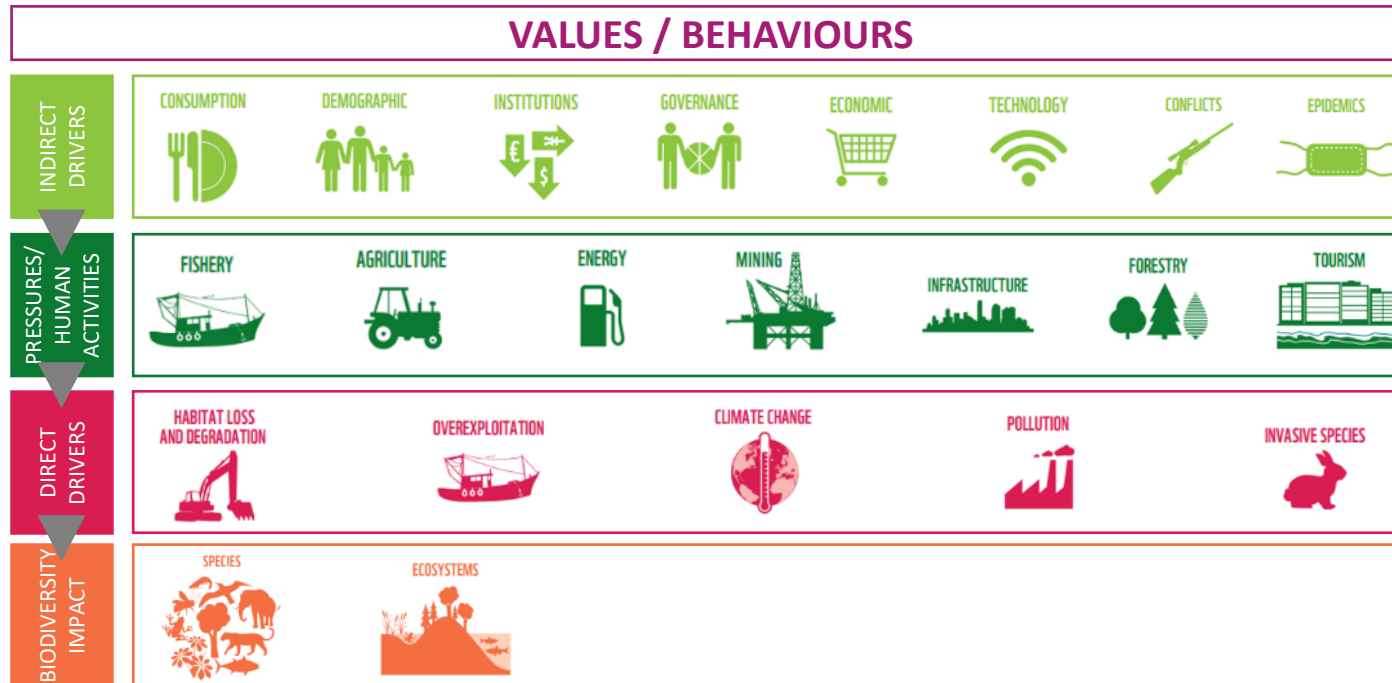 VALUES / BEHAVIOURS
INDIRECT
DRIVERS
CONSUMPTION
DEMOGRAPHIC
INSTITUTIONS
GOVERNANCE
ECONOMIC
TECHNOLOGY
CONFLICTS
EPIDEMICS
€
$
PRESSURES/
HUMAN
ACTIVITIES
FISHERY
AGRICULTURE
ENERGY
MINING
INFRASTRUCTURE
FORESTRY
TOURISM
DIRECT
DRIVERS
HABITAT LOSS
AND DEGRADATION
OVEREXPLOITATION
CLIMATE CHANGE
POLLUTION
INVASIVE SPECIES
BIODIVERSITY
IMPACT
SPECIES
ECOSYSTEMS